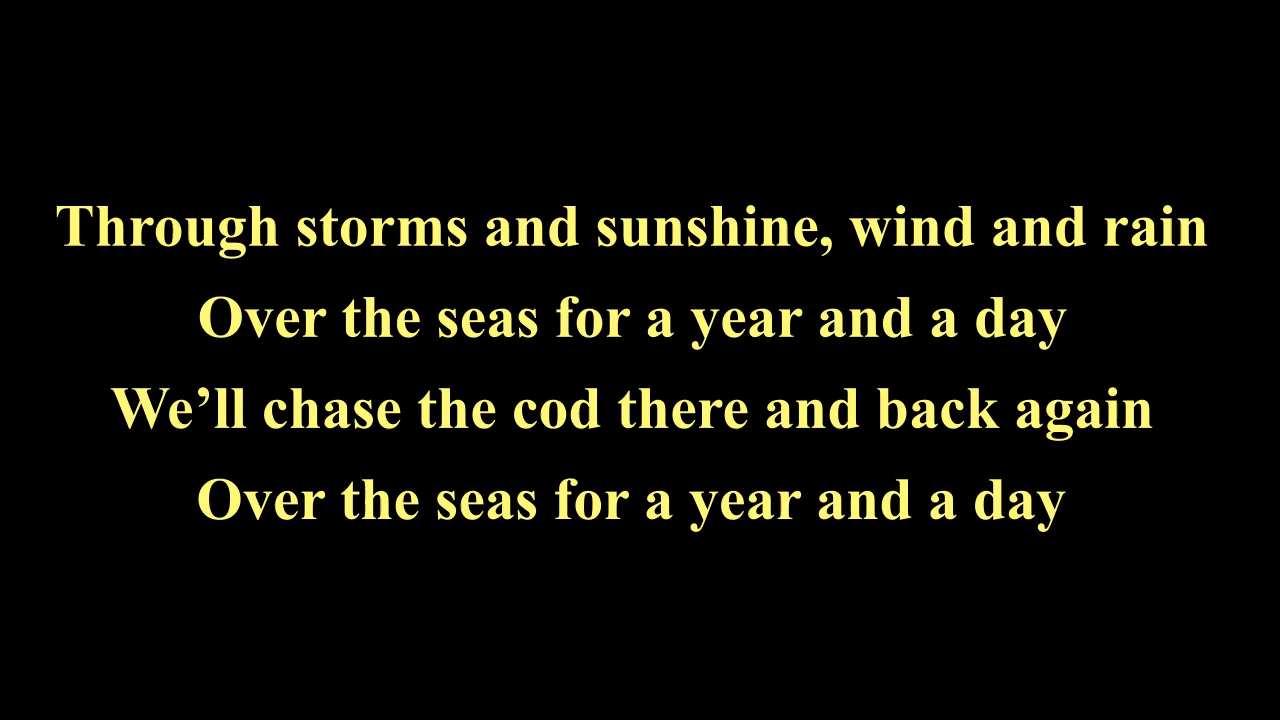 Through storms and sunshine, wind and rain
Over the seas for a year and a day
We’ll chase the cod there and back again
Over the seas for a year and a day